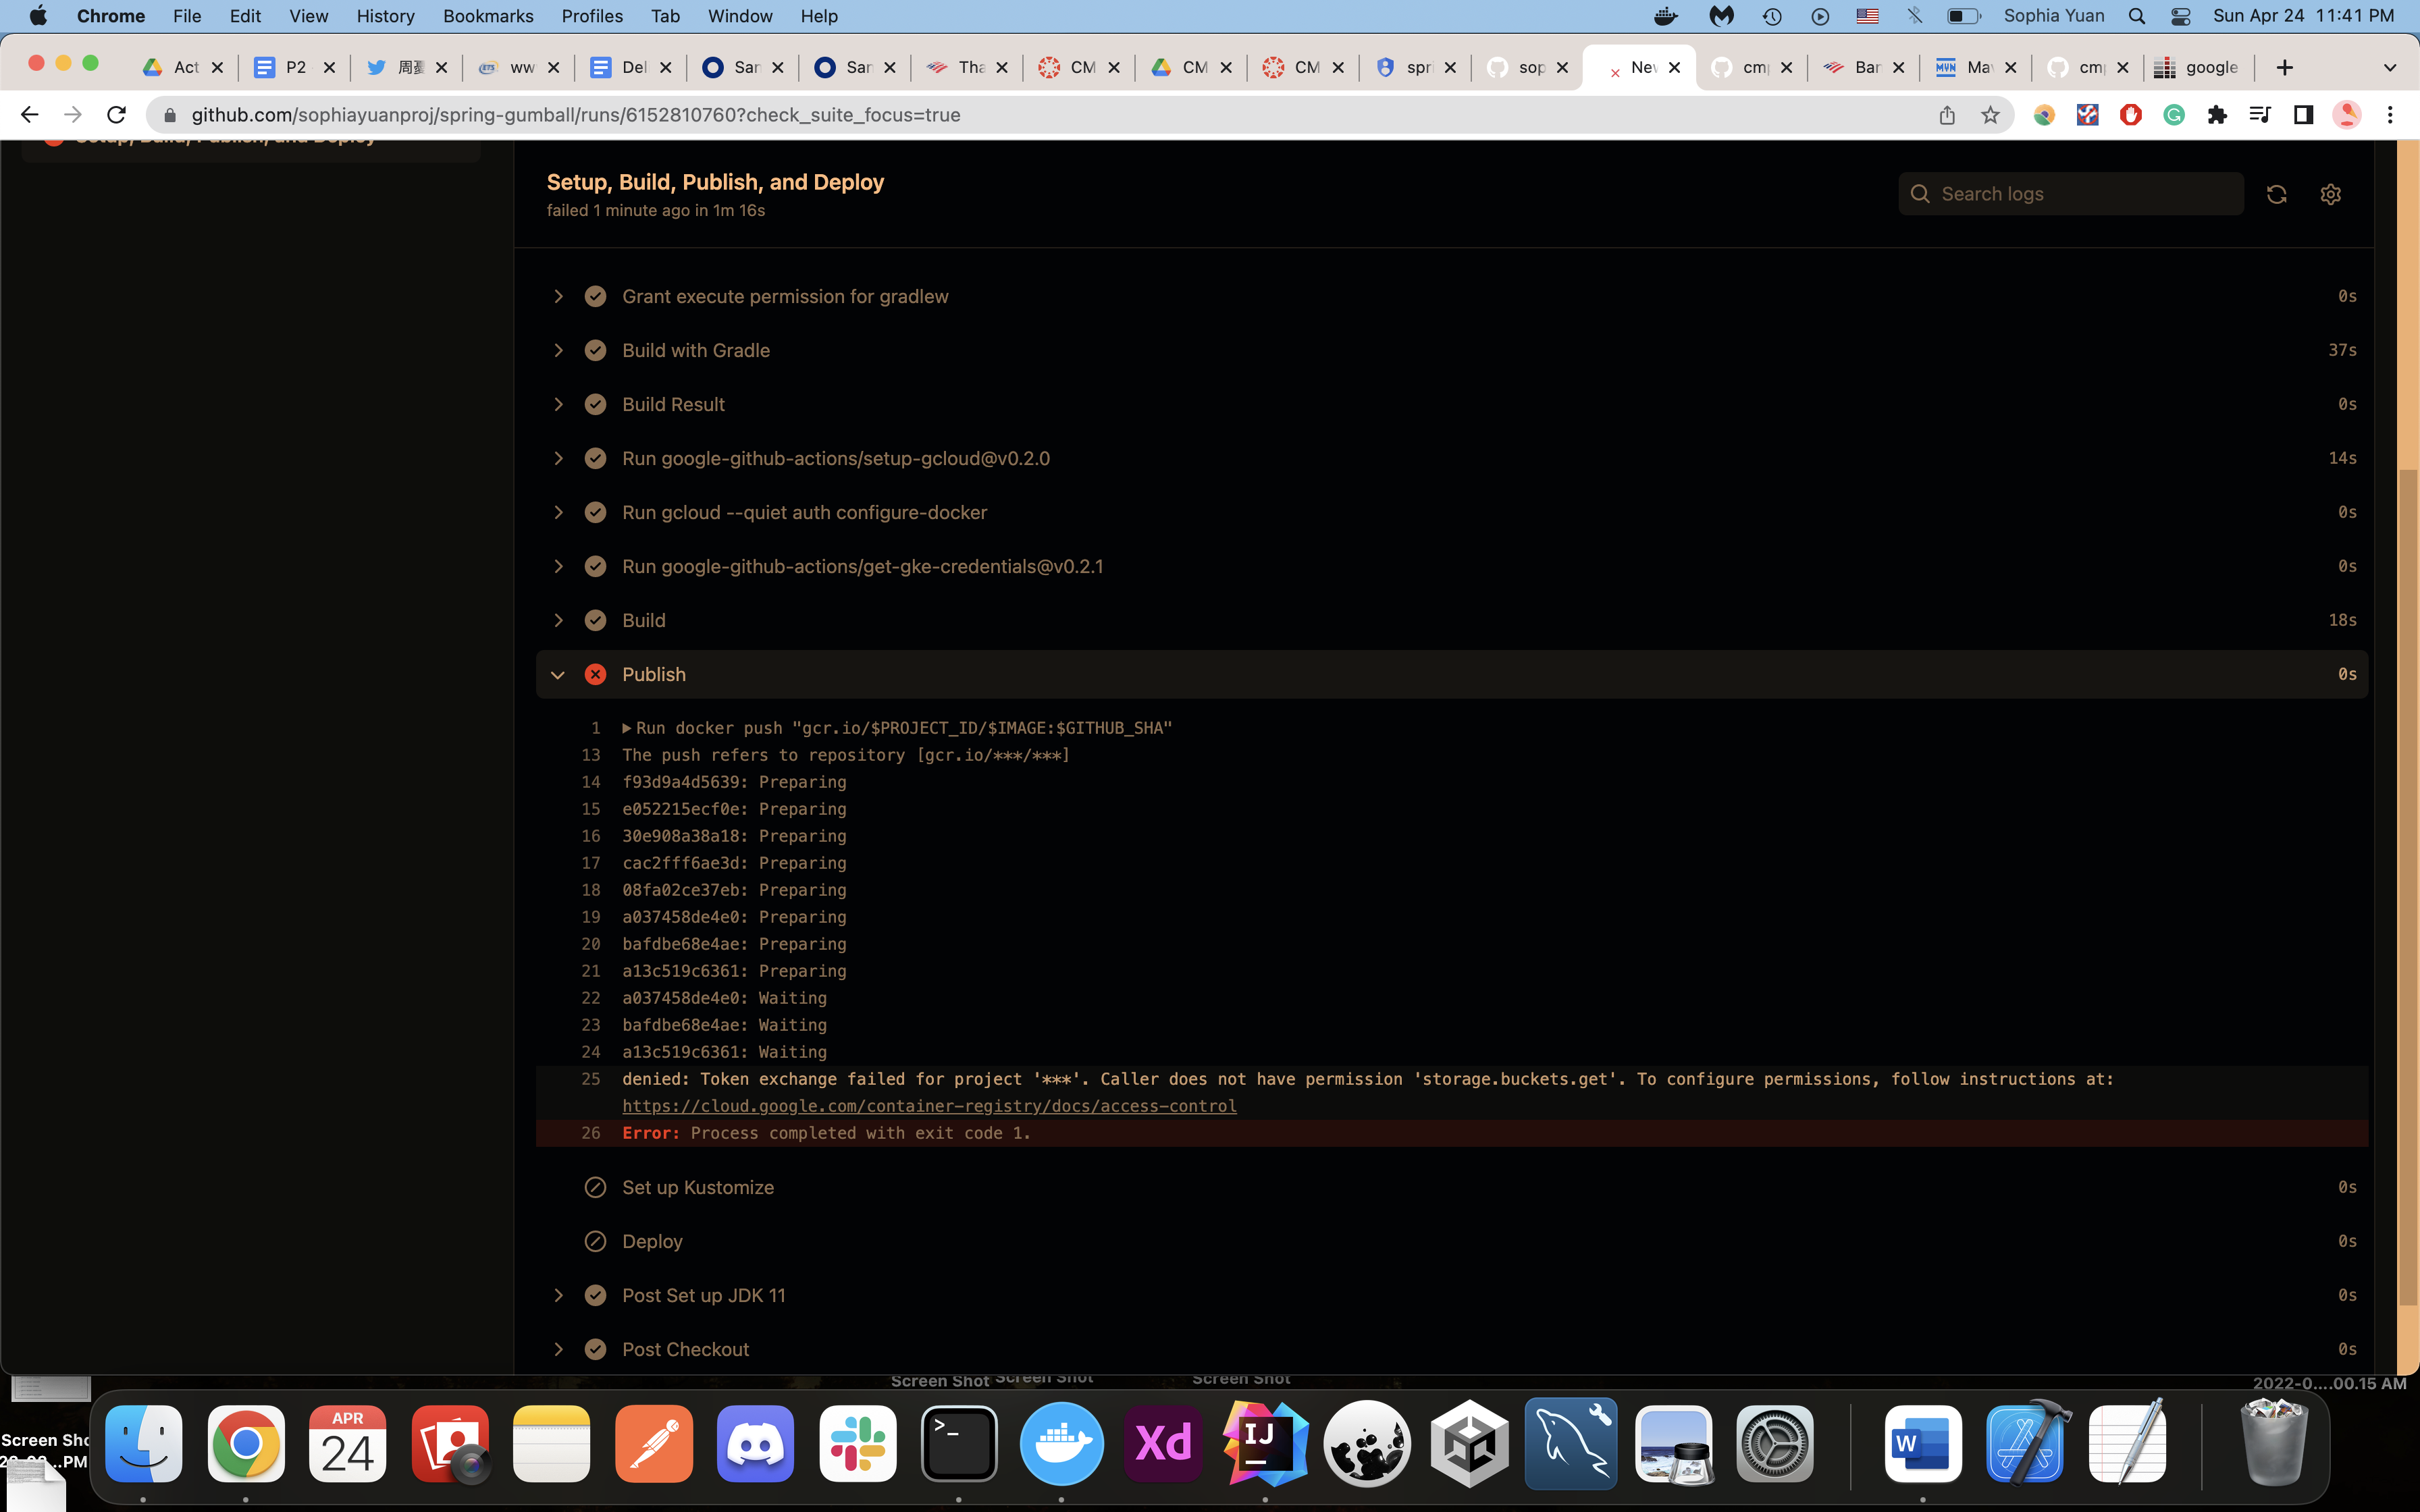 Chrome File Edit View History Bookmarks Profiles Tab Window Help Sophia Yuan Sun Apr 24 11:41 PM
Act P2 周 ww Del San San Tha CM CM CM spri sop New cm Bar Ma cm google
github.com/sophiayuanproj/spring-gumball/runs/6152810760?check_suite_focus=true
Setup, Build, Publish, and Deploy
Setup, Build, Publish, and Deploy
failed 1 minute ago in 1m 16s
Search logs
Grant execute permission for gradlew 0s
Build with Gradle 37s
Build Result 0s
Run google-github-actions/setup-gcloud@v0.2.0 14s
Run gcloud --quiet auth configure-docker 0s
Run google-github-actions/get-gke-credentials@v0.2.1 0s
Build 18s
Publish 0s
1 Run docker push "gcr.io/$PROJECT_ID/$IMAGE:$GITHUB_SHA"
13 The push refers to repository [gcr.io/***/***]
14 f93d9a4d5639: Preparing
15 e052215ecf0e: Preparing
16 30e908a38a18: Preparing
17 cac2fff6ae3d: Preparing
18 08fa02ce37eb: Preparing
19 a037458de4e0: Preparing
20 bafdbe68e4ae: Preparing
21 a13c519c6361: Preparing
22 a037458de4e0: Waiting
23 bafdbe68e4ae: Waiting
24 a13c519c6361: Waiting
25 denied: Token exchange failed for project '***'. Caller does not have permission 'storage.buckets.get'. To configure permissions, follow instructions at:
https://cloud.google.com/container-registry/docs/access-control
26 Error: Process completed with exit code 1.
Set up Kustomize 0s
Deploy 0s
Post Set up JDK 11 0s
Post Checkout 0s
Screen Shot Screen Shot Screen Shot
2022-0....00.15 AM
APR
24
Xd
IJ
W
Screen Sho
...PM